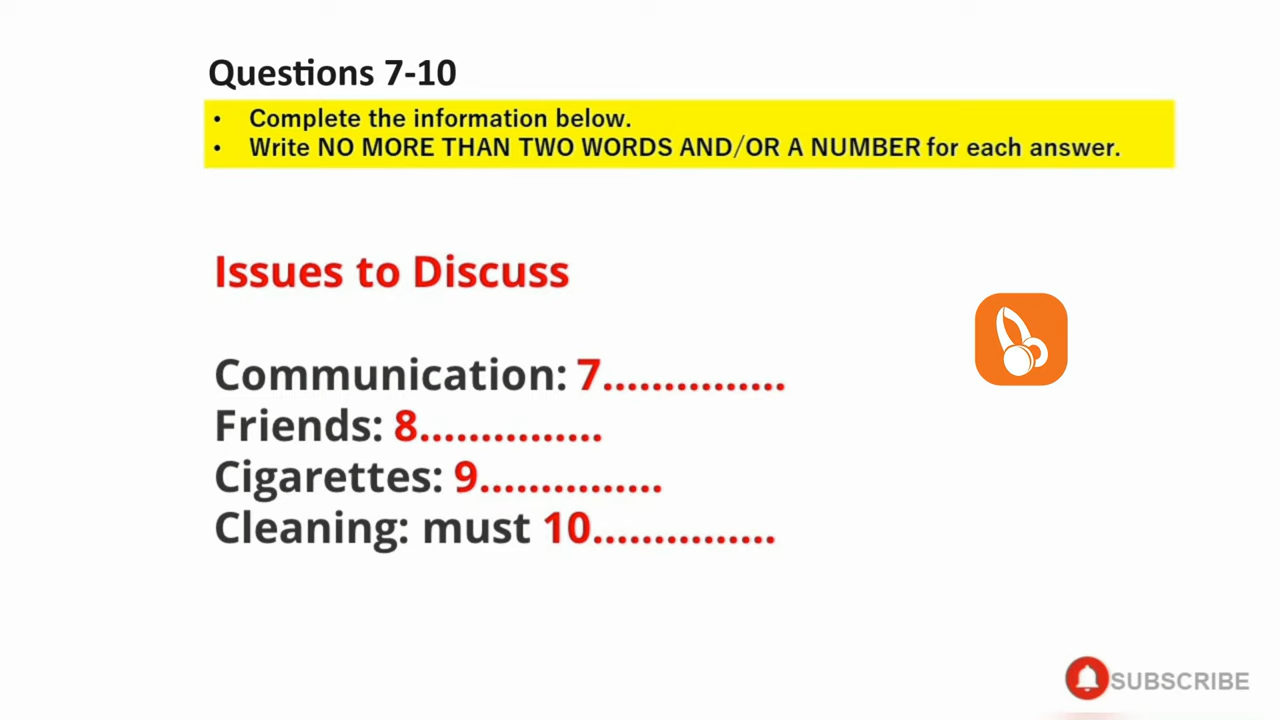 Questions 7-10
• Complete the information below.
• Write NO MORE THAN TWO WORDS AND/OR A NUMBER for each answer.
Issues to Discuss
Communication: 7...............
Friends: 8...............
Cigarettes: 9...............
Cleaning: must 10...............
SUBSCRIBE